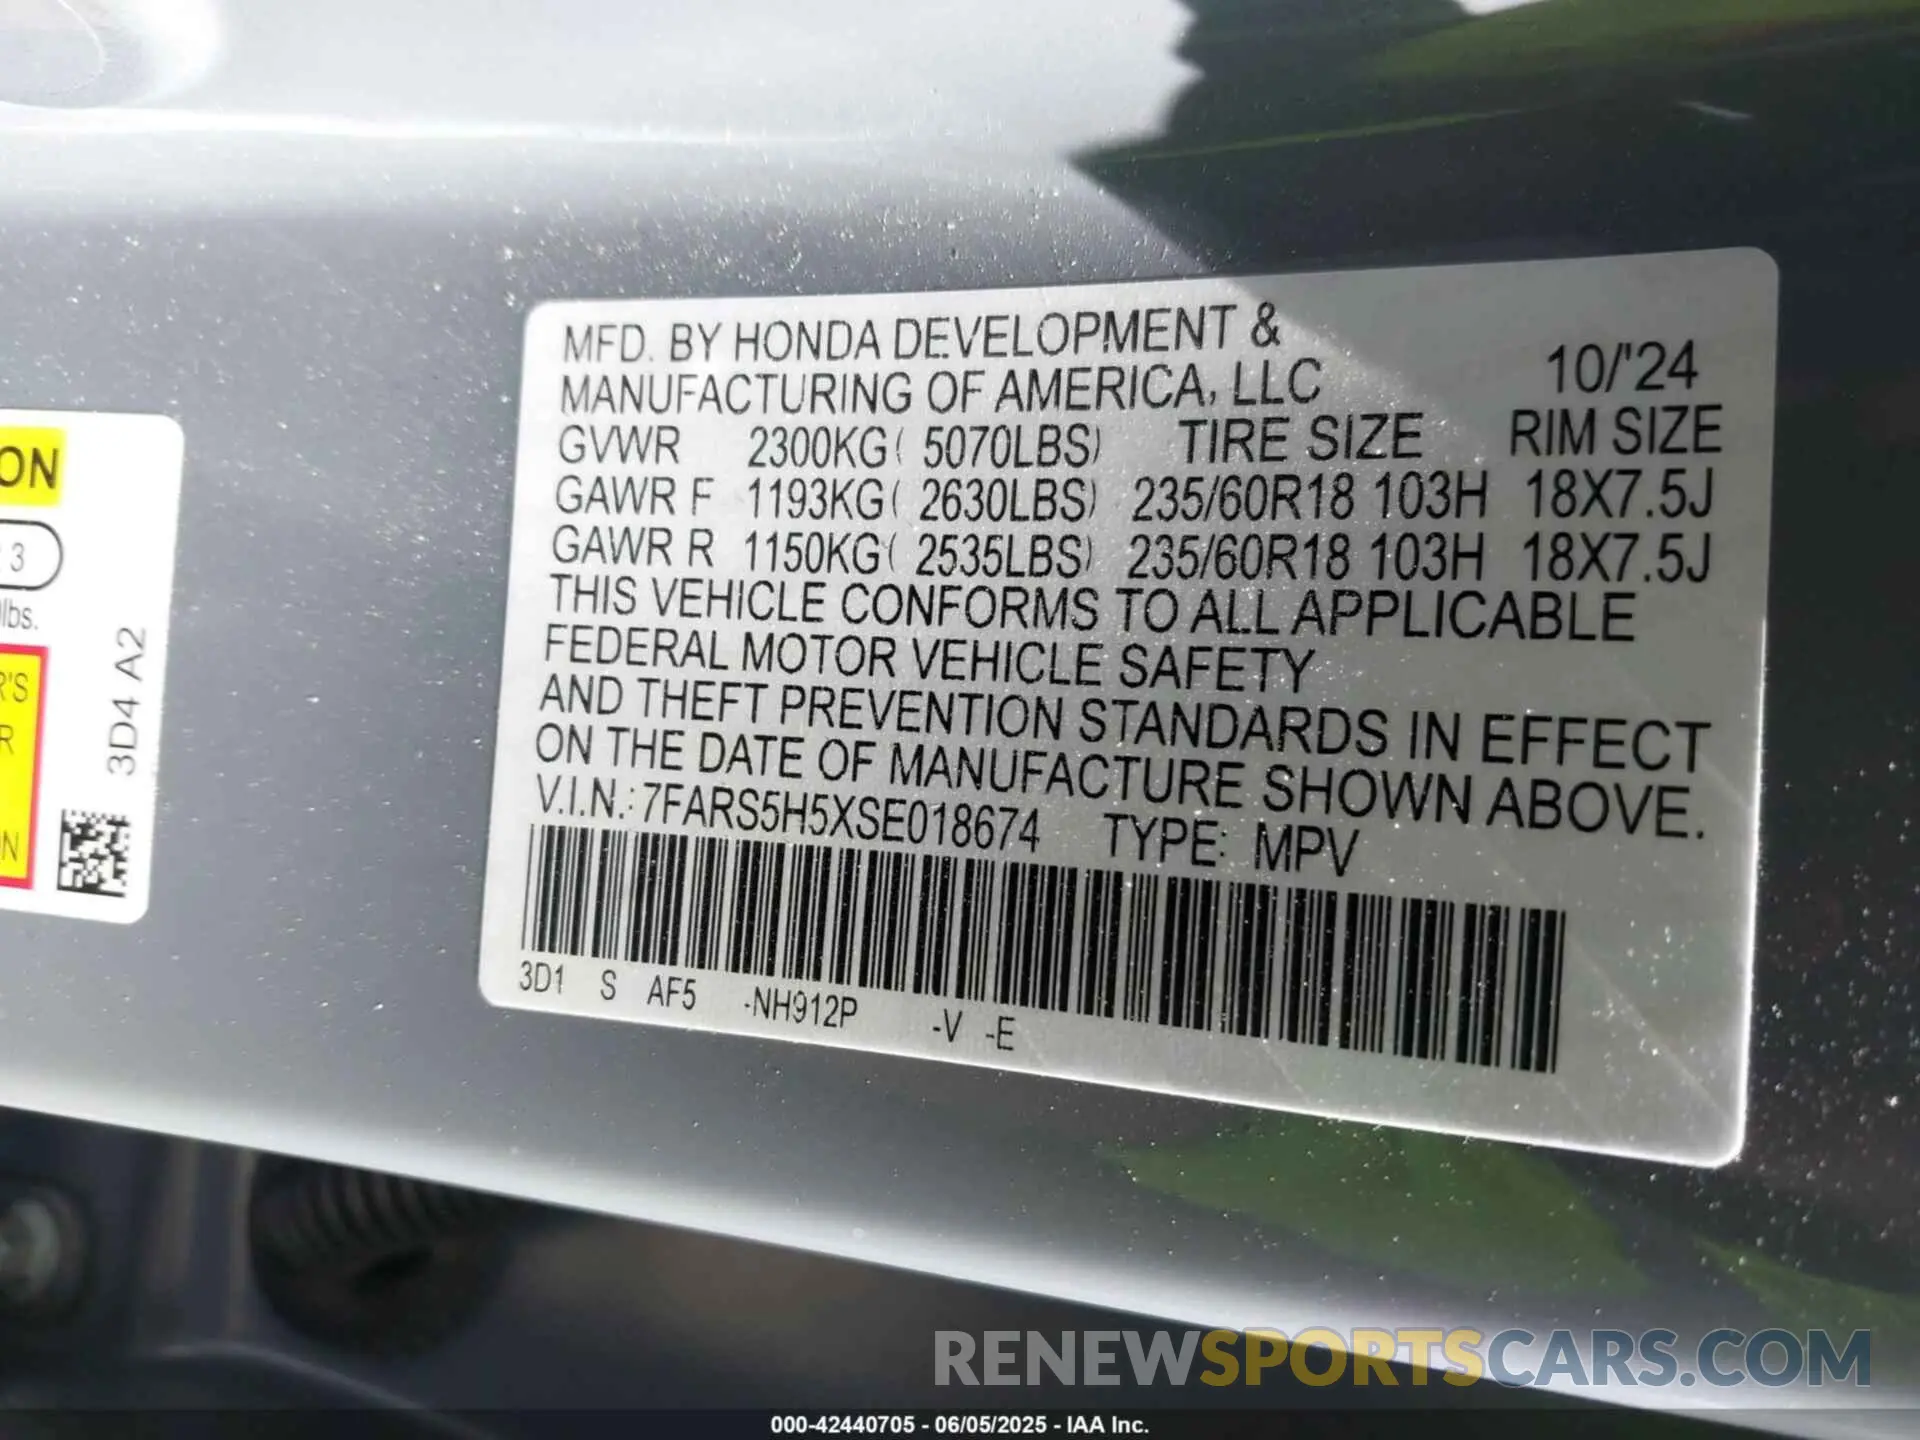 MFD. BY HONDA DEVELOPMENT &
MANUFACTURING OF AMERICA, LLC 10/'24
GVWR 2300KG( 5070LBS) TIRE SIZE RIM SIZE
GAWR F 1193KG( 2630LBS) 235/60R18 103H 18X7.5J
GAWR R 1150KG( 2535LBS) 235/60R18 103H 18X7.5J
THIS VEHICLE CONFORMS TO ALL APPLICABLE
FEDERAL MOTOR VEHICLE SAFETY
AND THEFT PREVENTION STANDARDS IN EFFECT
ON THE DATE OF MANUFACTURE SHOWN ABOVE.
V.I.N.: 7FARS5H5XSE018674 TYPE: MPV
3D1 S AF5 -NH912P -V -E
ON
3
lbs.
R'S
R
N
3D4 A2
RENEWSPORTSCARS.COM
000-42440705 - 06/05/2025 - IAA Inc.